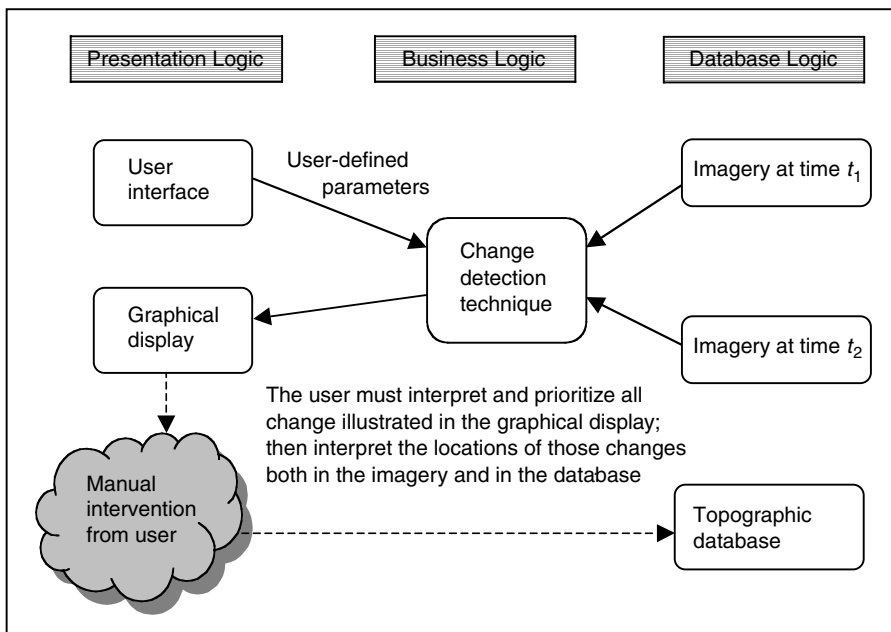 Presentation Logic
Business Logic
Database Logic
User
interface
User-defined
parameters
Imagery at time t₁
Change
detection
technique
Graphical
display
Imagery at time t₂
The user must interpret and prioritize all
change illustrated in the graphical display;
then interpret the locations of those changes
both in the imagery and in the database
Manual
intervention
from user
Topographic
database